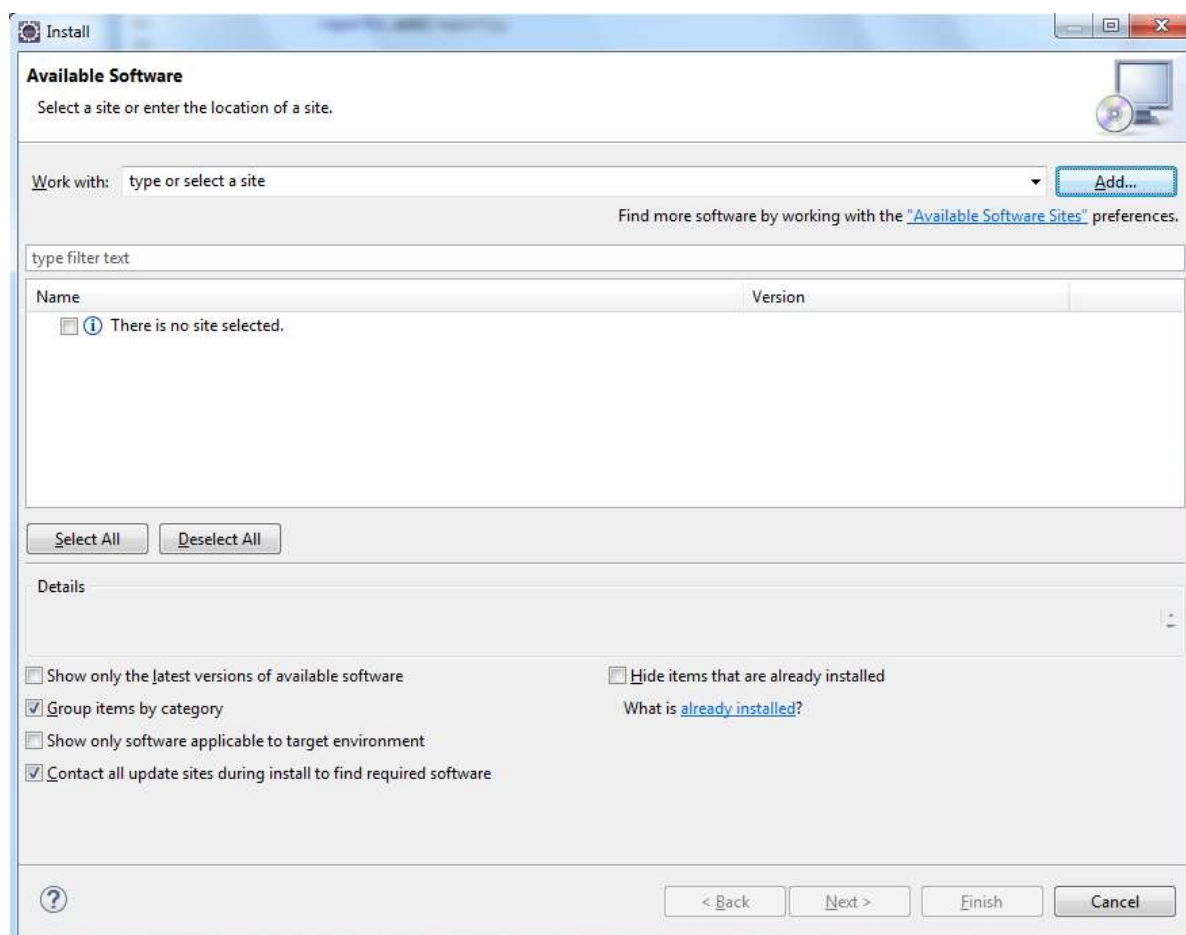 Install
Available Software
Select a site or enter the location of a site.
Work with: type or select a site Add...
Find more software by working with the "Available Software Sites" preferences.
type filter text
Name Version
There is no site selected.
Select All Deselect All
Details
Show only the latest versions of available software Hide items that are already installed
Group items by category What is already installed?
Show only software applicable to target environment
Contact all update sites during install to find required software
< Back Next > Finish Cancel